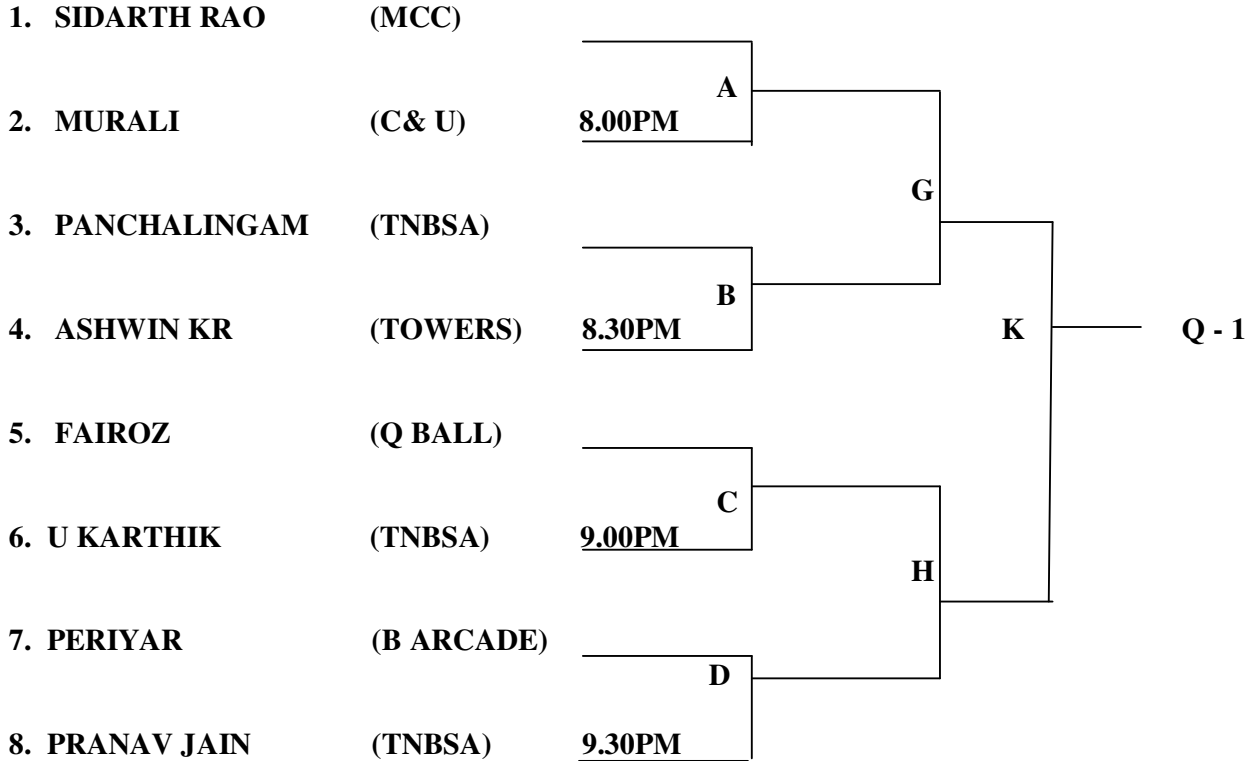 1. SIDARTH RAO (MCC)
A
2. MURALI (C& U) 8.00PM
G
3. PANCHALINGAM (TNBSA)
B
4. ASHWIN KR (TOWERS) 8.30PM K Q - 1
5. FAIROZ (Q BALL)
C
6. U KARTHIK (TNBSA) 9.00PM
H
7. PERIYAR (B ARCADE)
D
8. PRANAV JAIN (TNBSA) 9.30PM